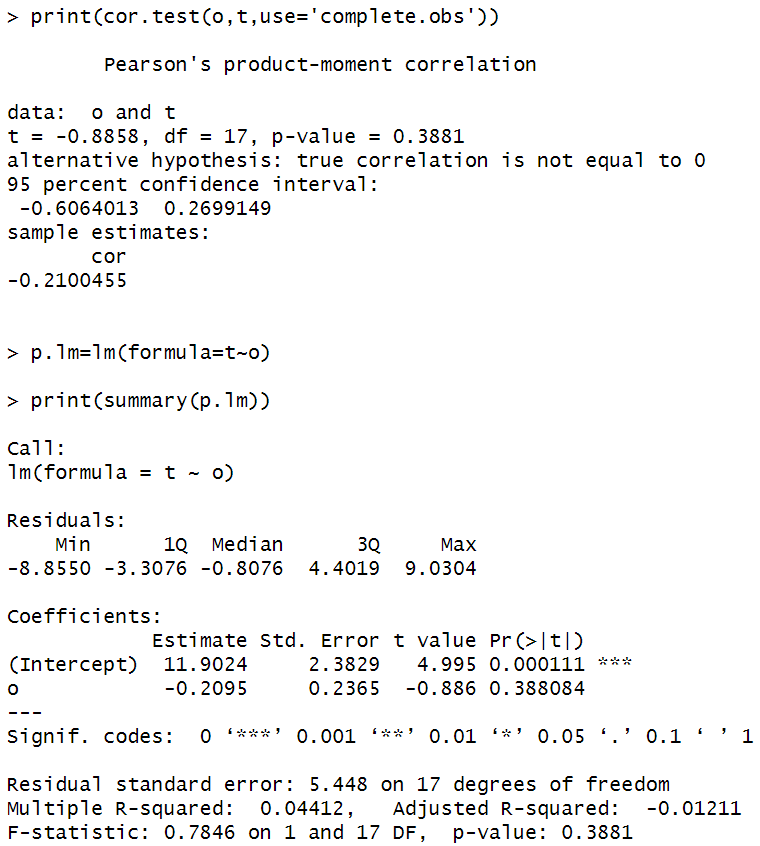 > print(cor.test(o,t,use='complete.obs'))
Pearson's product-moment correlation
data:  o and t
t = -0.8858, df = 17, p-value = 0.3881
alternative hypothesis: true correlation is not equal to 0
95 percent confidence interval:
 -0.6064013  0.2699149
sample estimates:
       cor
-0.2100455
> p.lm=lm(formula=t~o)
> print(summary(p.lm))
Call:
lm(formula = t ~ o)
Residuals:
    Min      1Q  Median      3Q     Max
-8.8550 -3.3076 -0.8076  4.4019  9.0304
Coefficients:
            Estimate Std. Error t value Pr(>|t|)
(Intercept)  11.9024     2.3829   4.995 0.000111 ***
o            -0.2095     0.2365  -0.886 0.388084
---
Signif. codes:  0 ‘***’ 0.001 ‘**’ 0.01 ‘*’ 0.05 ‘.’ 0.1 ‘ ’ 1
Residual standard error: 5.448 on 17 degrees of freedom
Multiple R-squared:  0.04412,   Adjusted R-squared:  -0.01211
F-statistic: 0.7846 on 1 and 17 DF,  p-value: 0.3881